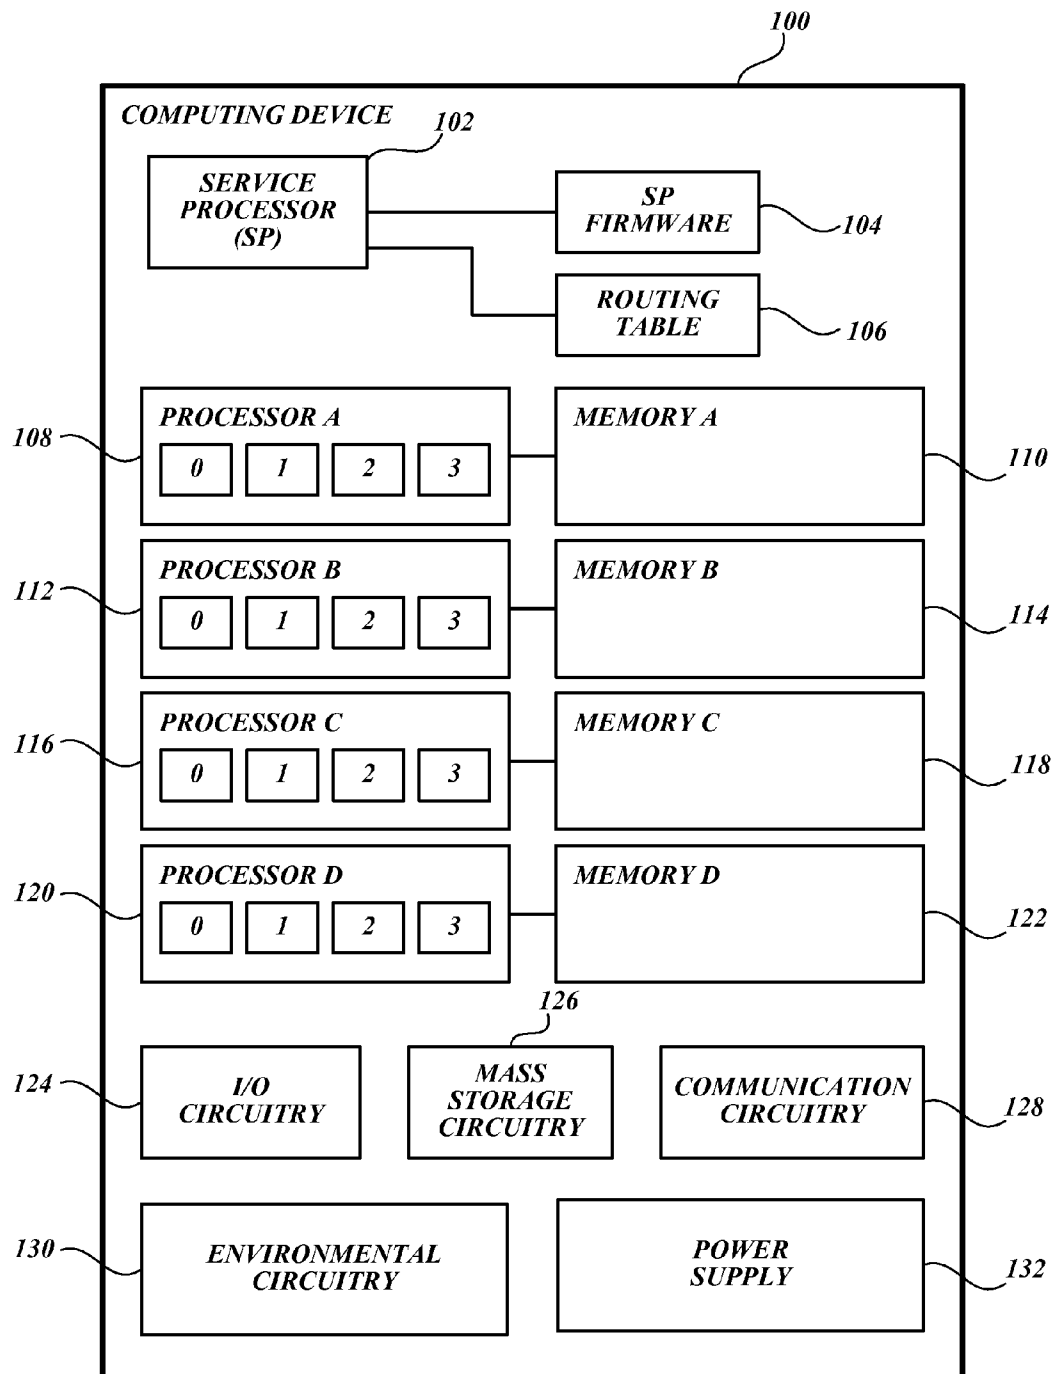 100
COMPUTING DEVICE
102
SERVICE
PROCESSOR
(SP)
SP
FIRMWARE
104
ROUTING
TABLE
106
108
PROCESSOR A
0 1 2 3
MEMORY A
110
112
PROCESSOR B
0 1 2 3
MEMORY B
114
116
PROCESSOR C
0 1 2 3
MEMORY C
118
120
PROCESSOR D
0 1 2 3
MEMORY D
122
124
I/O
CIRCUITRY
126
MASS
STORAGE
CIRCUITRY
COMMUNICATION
CIRCUITRY
128
130
ENVIRONMENTAL
CIRCUITRY
POWER
SUPPLY
132